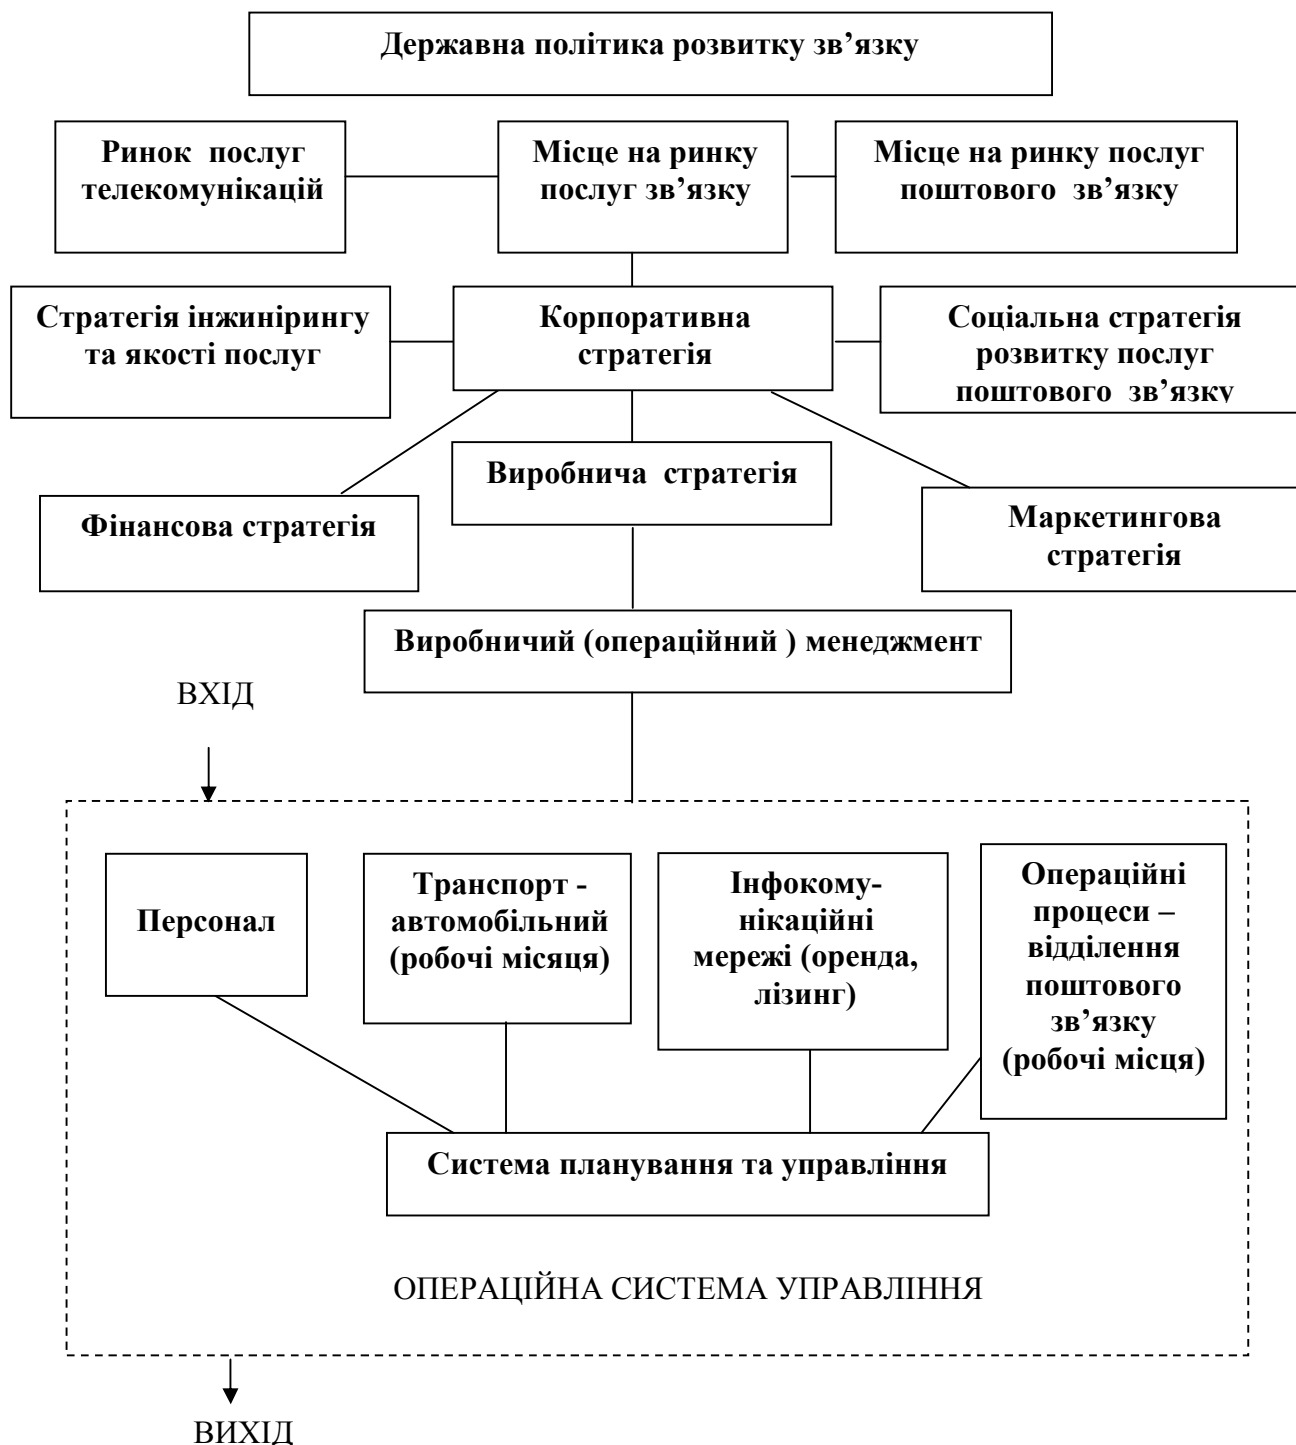 Державна політика розвитку зв’язку
Ринок послуг
телекомунікацій
Місце на ринку
послуг зв’язку
Місце на ринку послуг
поштового зв’язку
Стратегія інжинірингу
та якості послуг
Корпоративна
стратегія
Соціальна стратегія
розвитку послуг
поштового зв’язку
Виробнича стратегія
Фінансова стратегія
Маркетингова
стратегія
Виробничий (операційний ) менеджмент
ВХІД
Персонал
Транспорт -
автомобільний
(робочі місяця)
Інфокому-
нікаційні
мережі (оренда,
лізинг)
Операційні
процеси –
відділення
поштового
зв’язку
(робочі місця)
Система планування та управління
ОПЕРАЦІЙНА СИСТЕМА УПРАВЛІННЯ
ВИХІД